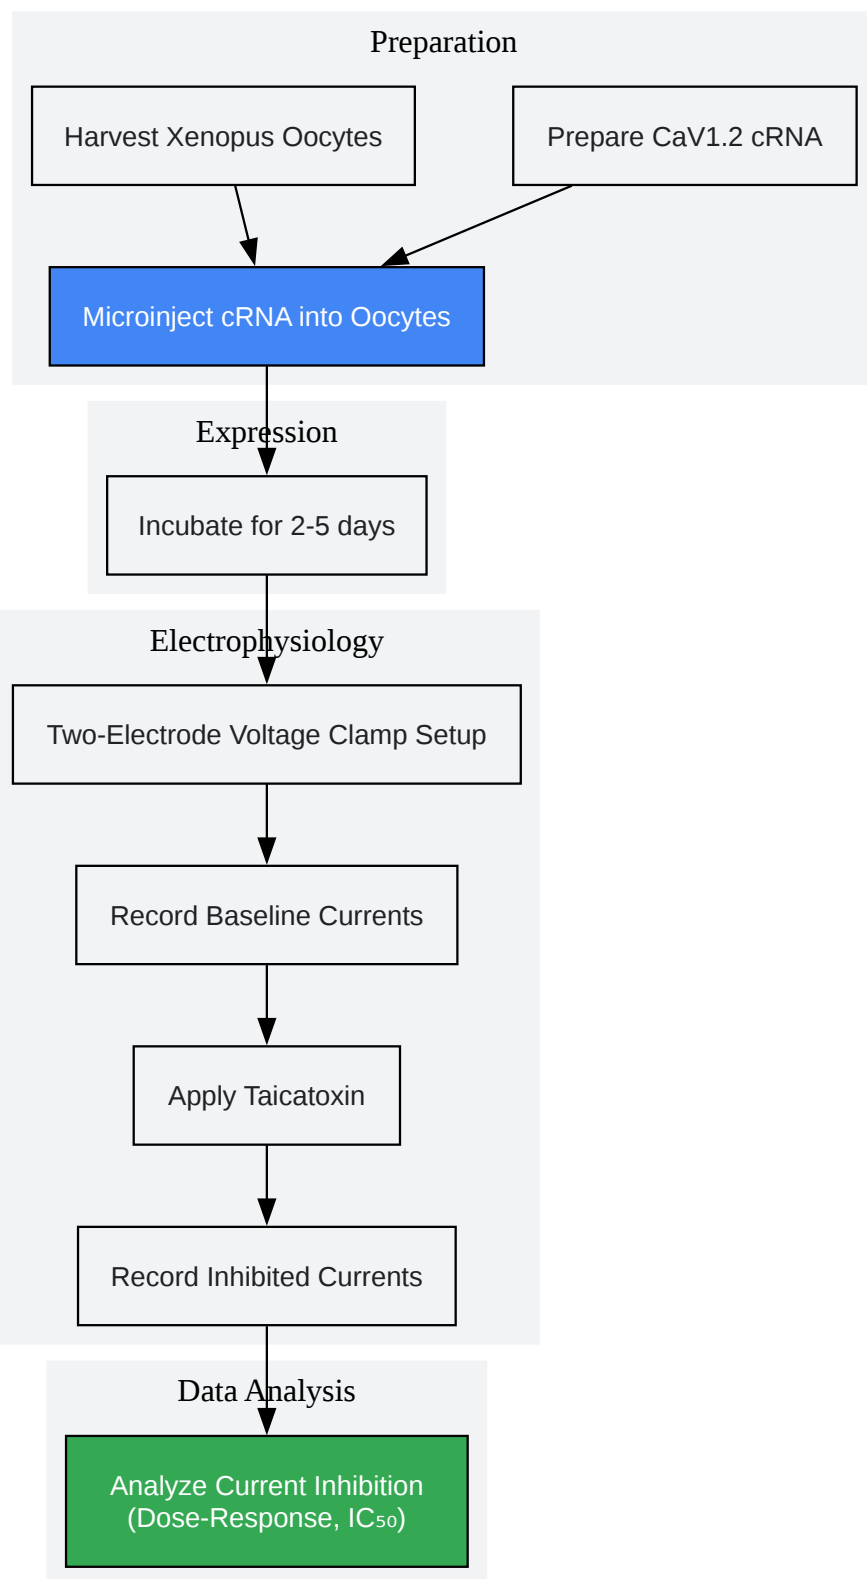 Preparation
Harvest Xenopus Oocytes
Prepare CaV1.2 cRNA
Microinject cRNA into Oocytes
Expression
Incubate for 2-5 days
Electrophysiology
Two-Electrode Voltage Clamp Setup
Record Baseline Currents
Apply Taicatoxin
Record Inhibited Currents
Data Analysis
Analyze Current Inhibition
(Dose-Response, IC₅₀)